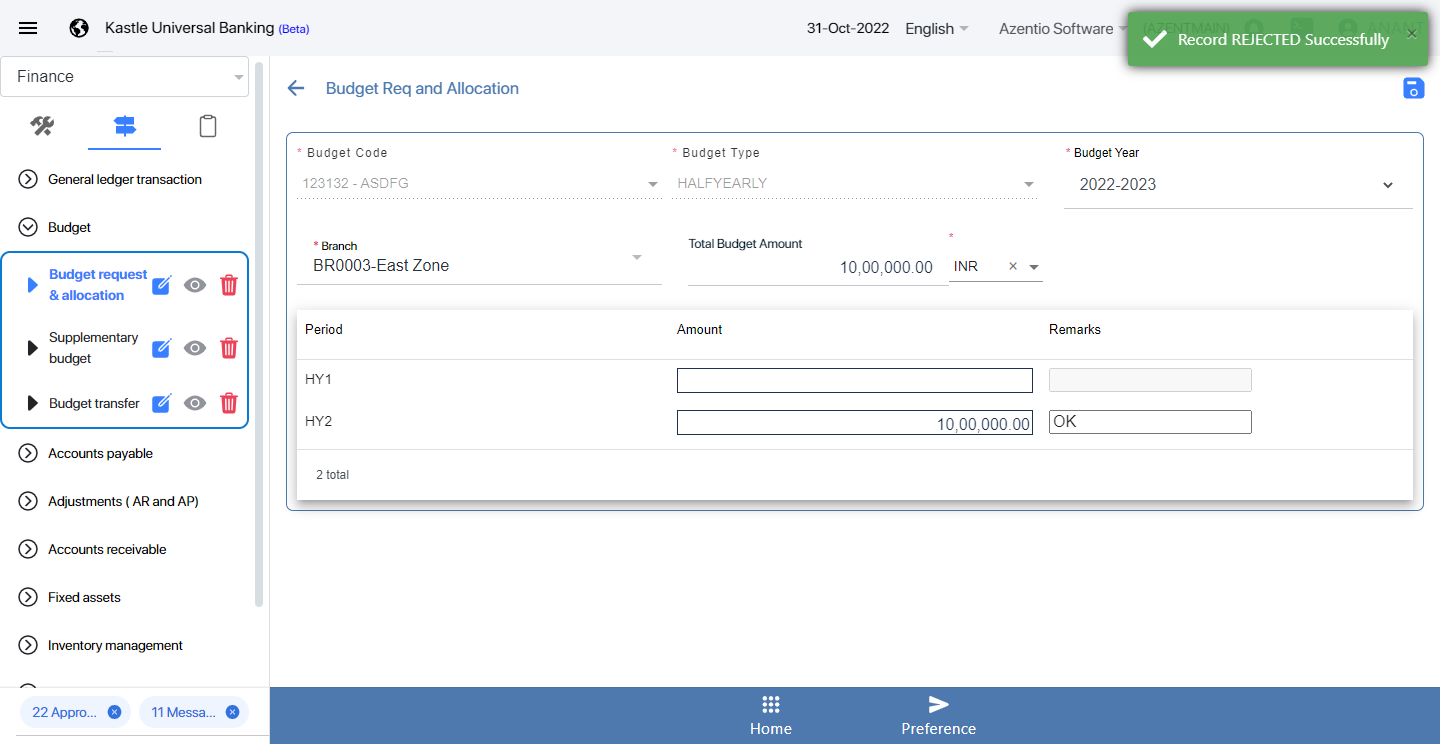 Kastle Universal Banking (Beta)
31-Oct-2022
English
Azentio Software
Record REJECTED Successfully
×
Finance
Budget Req and Allocation
General ledger transaction
Budget
Budget request
& allocation
Supplementary
budget
Budget transfer
Accounts payable
Adjustments ( AR and AP)
Accounts receivable
Fixed assets
Inventory management
22 Appro...
11 Messa...
* Budget Code
123132 - ASDFG
* Budget Type
HALFYEARLY
* Budget Year
2022-2023
* Branch
BR0003-East Zone
Total Budget Amount
10,00,000.00
*
INR ×
Period Amount Remarks
HY1
HY2 10,00,000.00 OK
2 total
Home
Preference